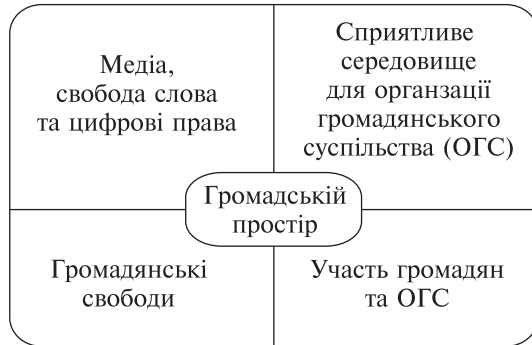 Медіа,
свобода слова
та цифрові права
Сприятливе
середовище
для органзації
громадянського
суспільства (ОГС)
Громадській
простір
Громадянські
свободи
Участь громадян
та ОГС